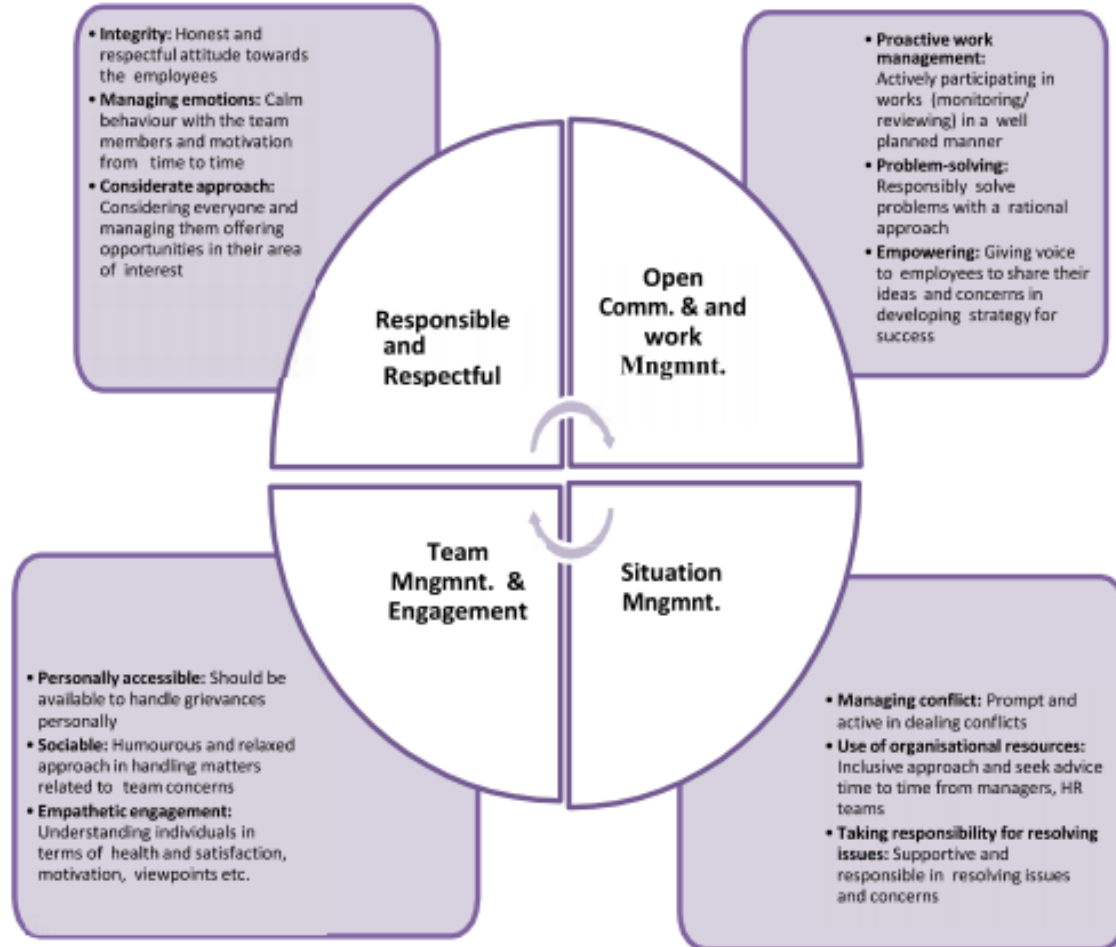 • Integrity: Honest and
respectful attitude towards
the employees
• Managing emotions: Calm
behaviour with the team
members and motivation
from time to time
• Considerate approach:
Considering everyone and
managing them offering
opportunities in their area
of interest
• Proactive work
management:
Actively participating in
works (monitoring/
reviewing) in a well
planned manner
• Problem-solving:
Responsibly solve
problems with a rational
approach
• Empowering: Giving voice
to employees to share their
ideas and concerns in
developing strategy for
success
Responsible
and
Respectful
Open
Comm. & and
work
Mngmnt.
Team
Mngmnt. &
Engagement
Situation
Mngmnt.
• Personally accessible: Should be
available to handle grievances
personally
• Sociable: Humourous and relaxed
approach in handling matters
related to team concerns
• Empathetic engagement:
Understanding individuals in
terms of health and satisfaction,
motivation, viewpoints etc.
• Managing conflict: Prompt and
active in dealing conflicts
• Use of organisational resources:
Inclusive approach and seek advice
time to time from managers, HR
teams
• Taking responsibility for resolving
issues: Supportive and
responsible in resolving issues
and concerns